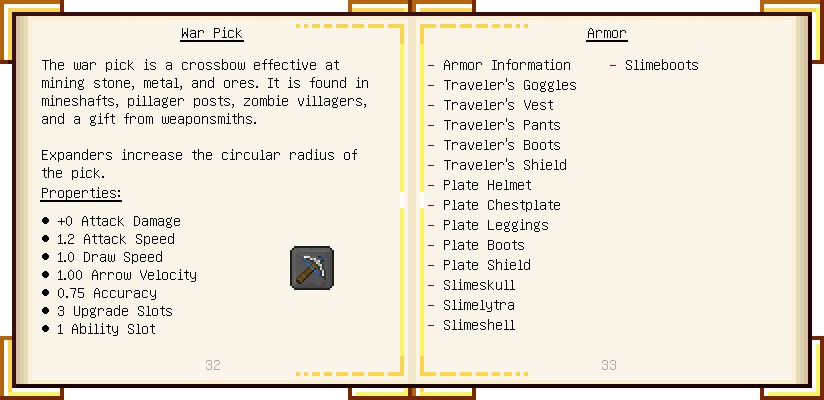 War Pick
The war pick is a crossbow effective at
mining stone, metal, and ores. It is found in
mineshafts, pillager posts, zombie villagers,
and a gift from weaponsmiths.
Expanders increase the circular radius of
the pick.
Properties:
● +0 Attack Damage
● 1.2 Attack Speed
● 1.0 Draw Speed
● 1.00 Arrow Velocity
● 0.75 Accuracy
● 3 Upgrade Slots
● 1 Ability Slot
32
Armor
- Armor Information
- Traveler's Goggles
- Traveler's Vest
- Traveler's Pants
- Traveler's Boots
- Traveler's Shield
- Plate Helmet
- Plate Chestplate
- Plate Leggings
- Plate Boots
- Plate Shield
- Slimeskull
- Slimelytra
- Slimeshell
- Slimeboots
33